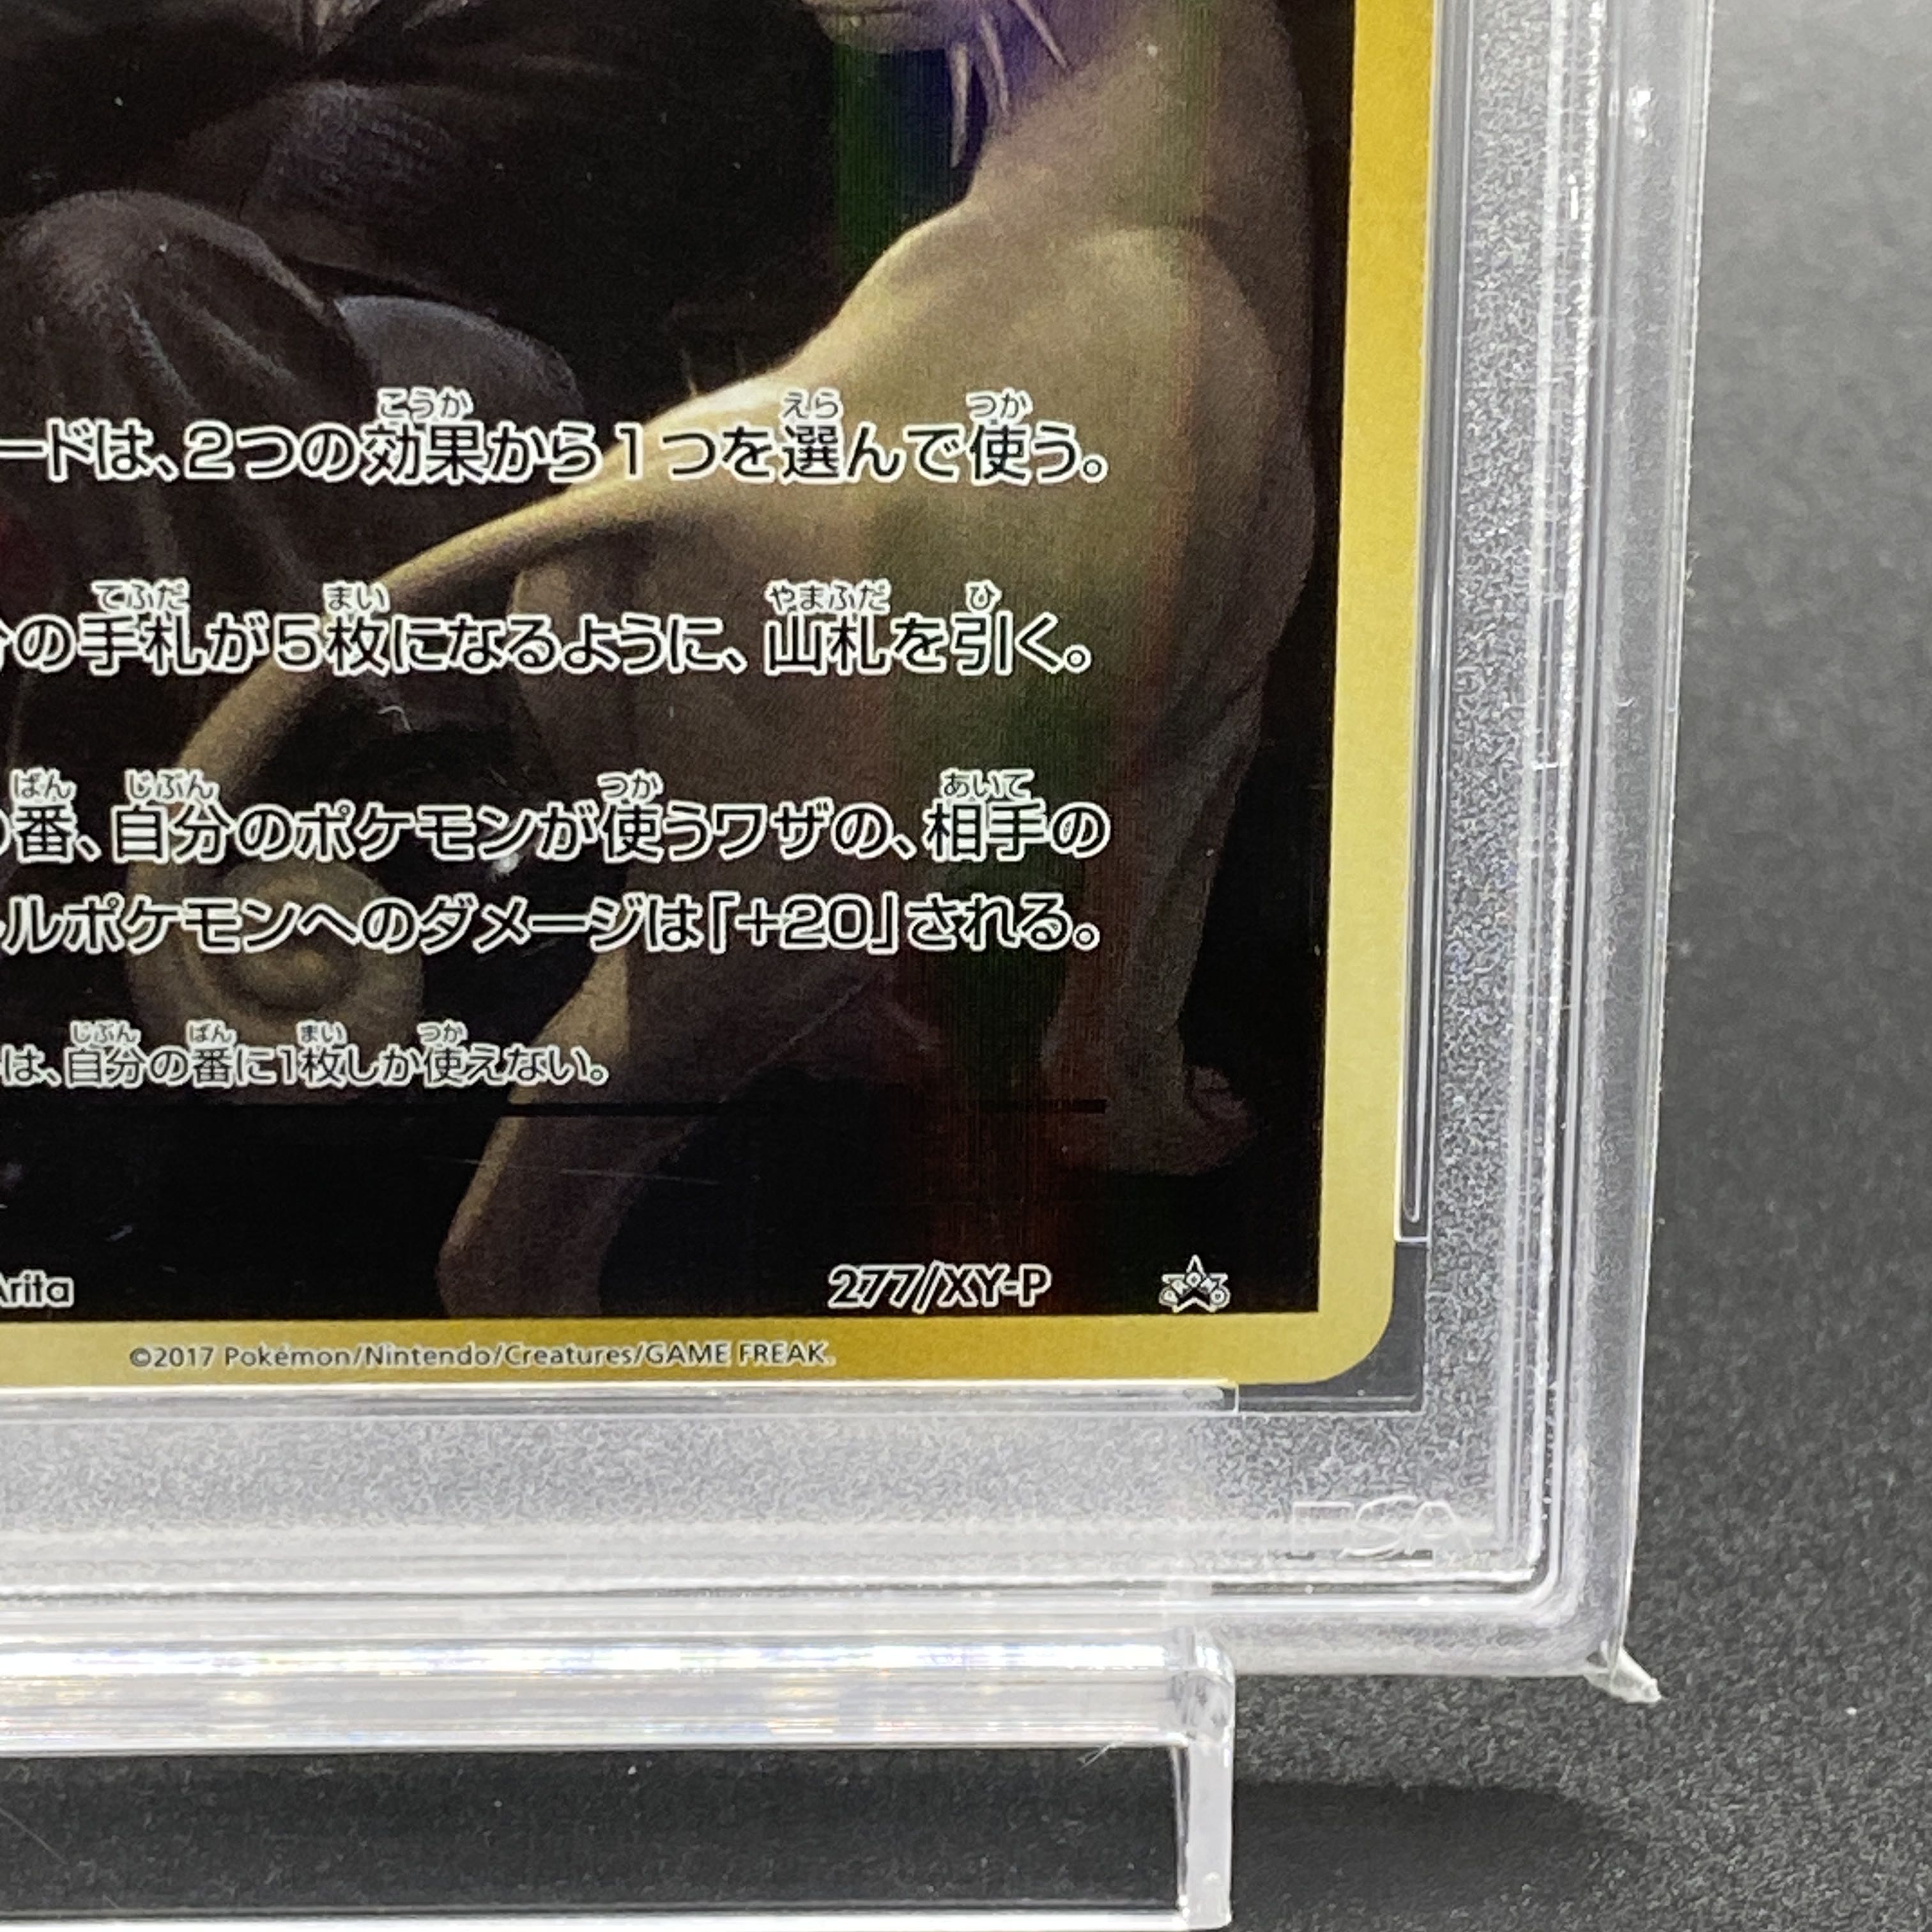 ードは、2つの効果から1つを選んで使う。
の手札が5枚になるように、山札を引く。
番、自分のポケモンが使うワザの、相手の
ルポケモンへのダメージは「+20」される。
は、自分の番に1枚しか使えない。
Arita 277/XY-P
©2017 Pokémon/Nintendo/Creatures/GAME FREAK.
PSA